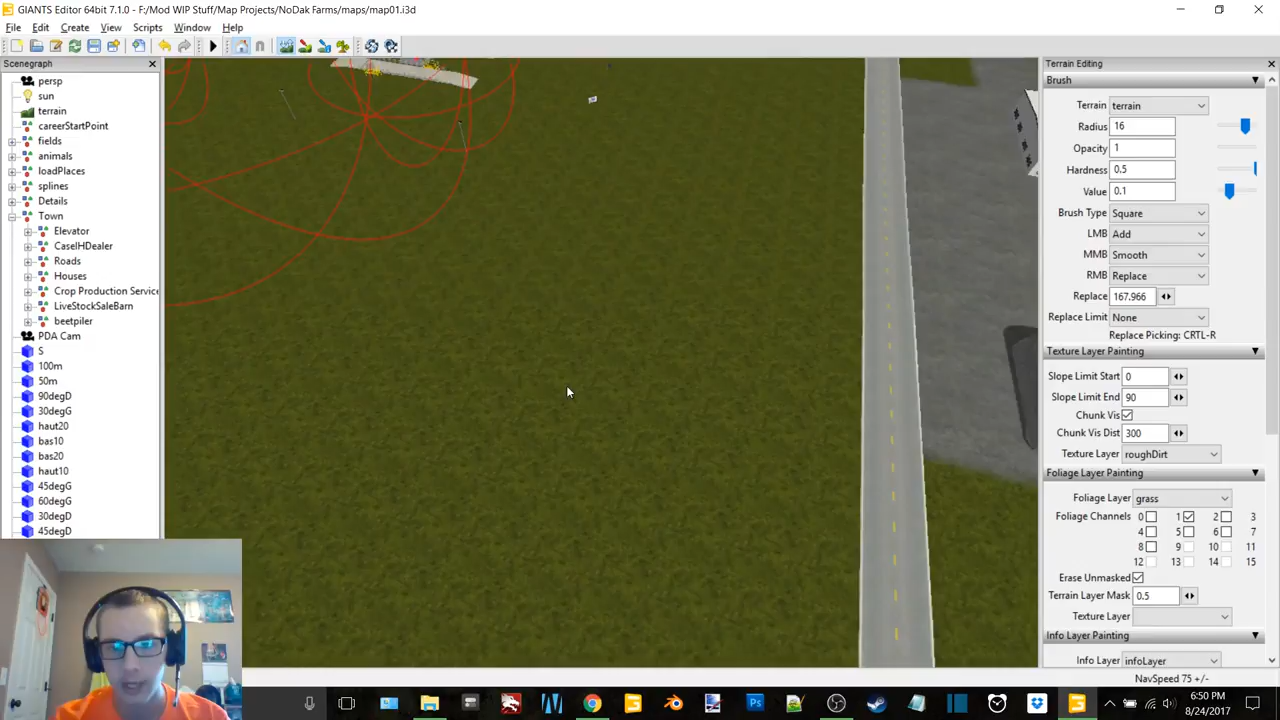 GIANTS Editor 64bit 7.1.0 - F:/Mod WIP Stuff/Map Projects/NoDak Farms/maps/map01.i3d
File Edit Create View Scripts Window Help
Scenegraph
persp
sun
terrain
careerStartPoint
fields
animals
loadPlaces
splines
Details
Town
Elevator
CaseIHDealer
Roads
Houses
Crop Production Service
LiveStockSaleBarn
beetpiler
PDA Cam
S
100m
50m
90degD
30degG
haut20
bas10
bas20
haut10
45degG
60degG
30degD
45degD
Terrain Editing
Brush
Terrain terrain
Radius 16
Opacity 1
Hardness 0.5
Value 0.1
Brush Type Square
LMB Add
MMB Smooth
RMB Replace
Replace 167.966
Replace Limit None
Replace Picking: CRTL-R
Texture Layer Painting
Slope Limit Start 0
Slope Limit End 90
Chunk Vis
Chunk Vis Dist 300
Texture Layer roughDirt
Foliage Layer Painting
Foliage Layer grass
Foliage Channels 0 1 2 3
4 5 6 7
8 9 10 11
12 13 14 15
Erase Unmasked
Terrain Layer Mask 0.5
Texture Layer
Info Layer Painting
Info Layer infoLayer
NavSpeed 75 +/-
6:50 PM
8/24/2017